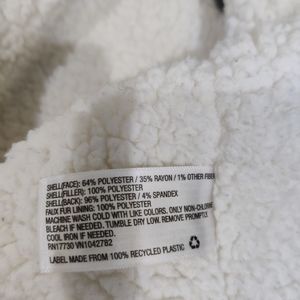 SHELL(FACE): 64% POLYESTER / 35% RAYON / 1% OTHER FIBER
SHELL(FILLER): 100% POLYESTER
SHELL(BACK): 96% POLYESTER / 4% SPANDEX
FAUX FUR LINING: 100% POLYESTER
MACHINE WASH COLD WITH LIKE COLORS. ONLY NON-CHLORINE
BLEACH IF NEEDED. TUMBLE DRY LOW. REMOVE PROMPTLY.
COOL IRON IF NEEDED.
RN17730 VN1042782
LABEL MADE FROM 100% RECYCLED PLASTIC